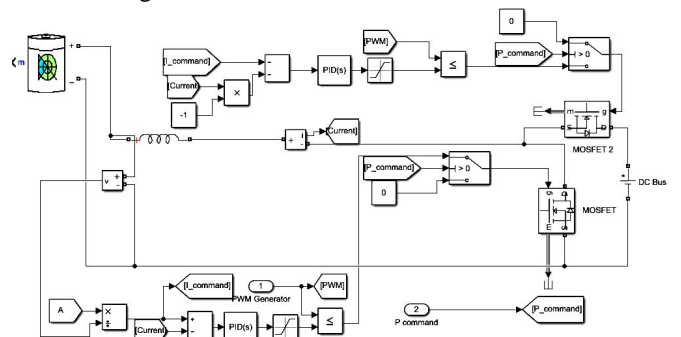 m
+
-
[I_command]
[Current]
-1
×
-
-
PID(s)
[PWM]
≤
0
[P_command]
> 0
m
g
S
D
MOSFET 2
+
-
i
[Current]
[P_command]
> 0
0
g
D
MOSFET
+
DC Bus
v
+
-
E
S
[I_command]
1
PWM Generator
[PWM]
2
P command
[P_command]
A
×
÷
[Current]
+
-
PID(s)
≤